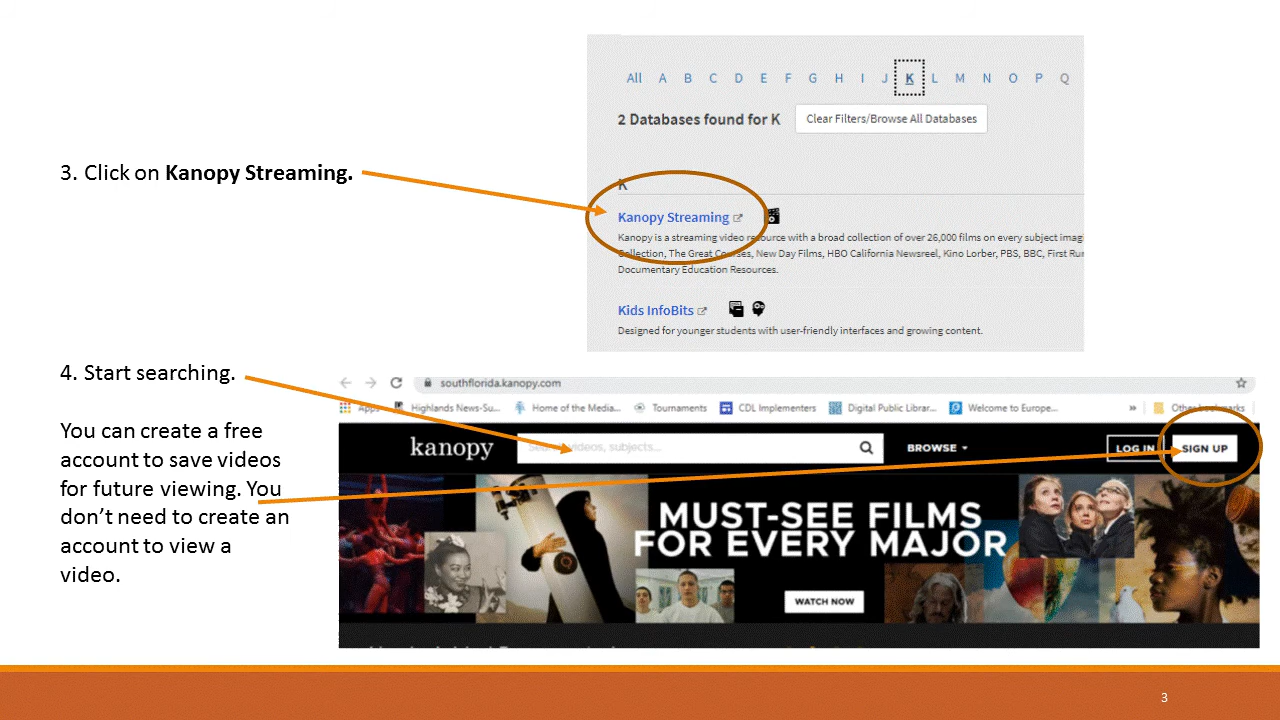 All A B C D E F G H I J K L M N O P Q
2 Databases found for K Clear Filters/Browse All Databases
3. Click on Kanopy Streaming.
K
Kanopy Streaming
Kanopy is a streaming video resource with a broad collection of over 26,000 films on every subject imag
Collection, The Great Courses, New Day Films, HBO California Newsreel, Kino Lorber, PBS, BBC, First Rur
Documentary Education Resources.
Kids InfoBits
Designed for younger students with user-friendly interfaces and growing content.
4. Start searching.
You can create a free
account to save videos
for future viewing. You
don’t need to create an
account to view a
video.
southflorida.kanopy.com
Apps Highlands News-Su... Home of the Media... Tournaments CDL Implementers Digital Public Librar... Welcome to Europe... » Other bookmarks
kanopy Search videos, subjects... BROWSE LOG IN SIGN UP
MUST-SEE FILMS
FOR EVERY MAJOR
WATCH NOW
3